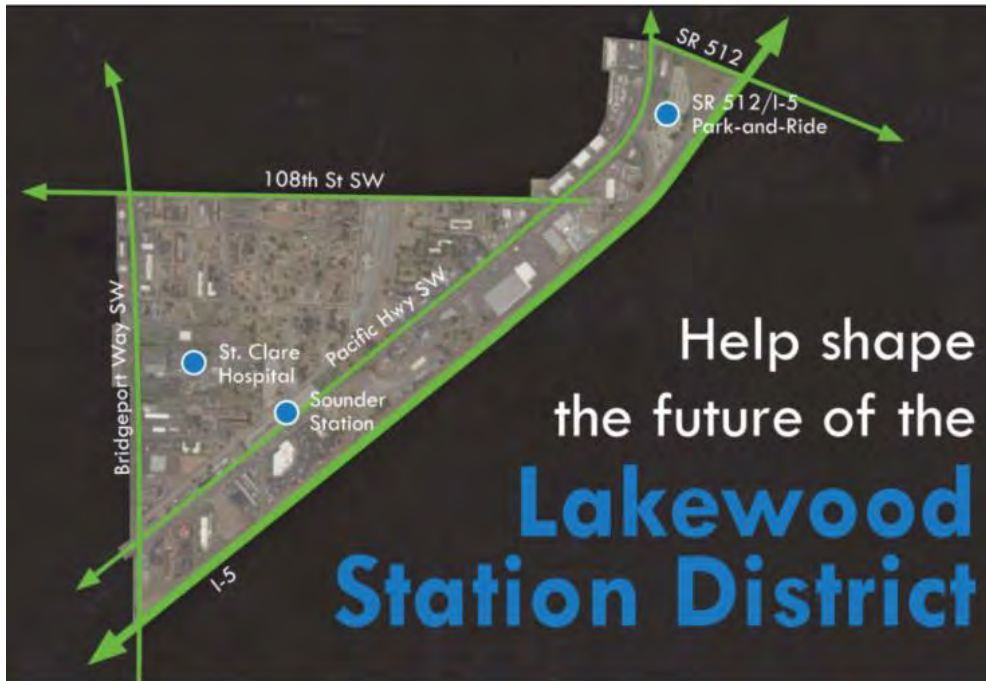 SR 512
SR 512/I-5
Park-and-Ride
108th St SW
Pacific Hwy SW
Bridgeport Way SW
St. Clare
Hospital
Sounder
Station
I-5
Help shape
the future of the
Lakewood
Station District